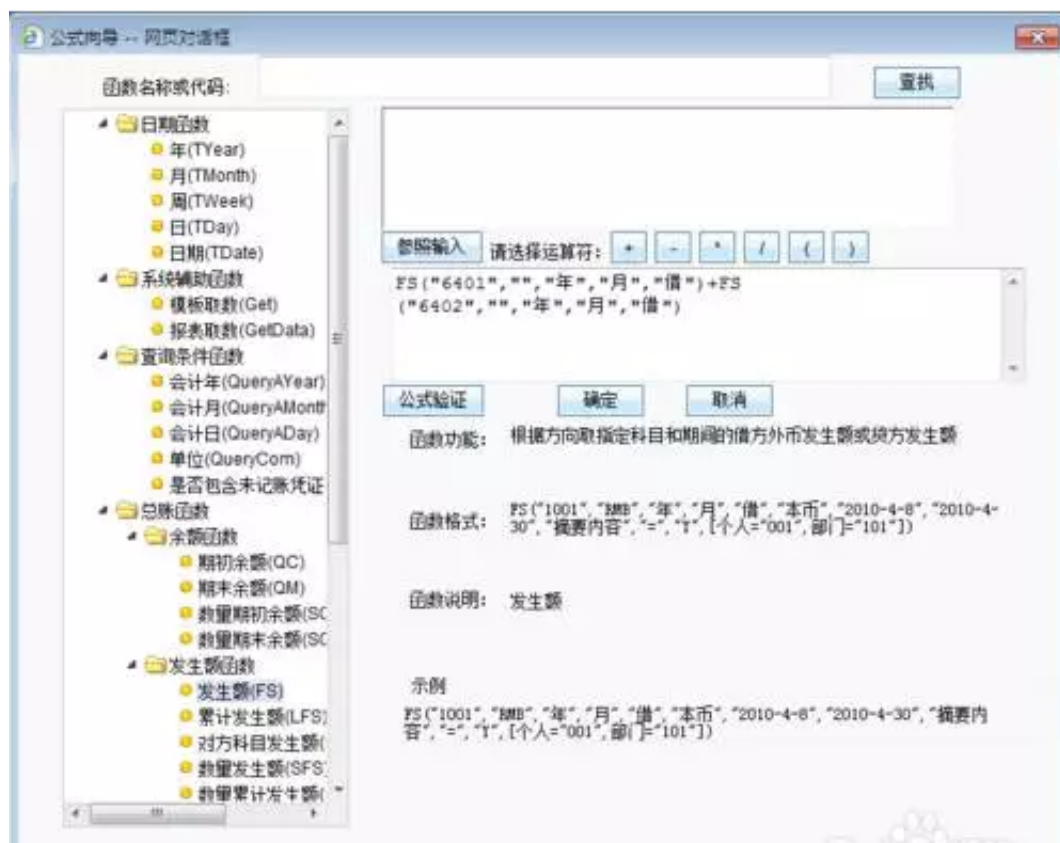 公式向导 -- 网页对话框
函数名称或代码:
查找
日期函数
年(TYear)
月(TMonth)
周(TWeek)
日(TDay)
日期(TDate)
系统辅助函数
模板取数(Get)
报表取数(GetData)
查询条件函数
会计年(QueryAYear)
会计月(QueryAMonth
会计日(QueryADay)
单位(QueryCorn)
是否包含未记账凭证
总账函数
余额函数
期初余额(QC)
期末余额(QM)
数量期初余额(SC
数量期末余额(SC
发生额函数
发生额(FS)
累计发生额(LFS)
对方科目发生额(
数量发生额(SFS)
数量累计发生额(
参照输入 请选择运算符: + - * / ( )
FS("6401","","年","月","借")+FS
("6402","","年","月","借")
公式验证 确定 取消
函数功能: 根据方向取指定科目和期间的借方外币发生额或贷方发生额
函数格式: FS("1001","RMB","年","月","借","本币","2010-4-8","2010-4-
30","摘要内容","=","Y",[个人="001",部门="101"])
函数说明: 发生额
示例
FS("1001","RMB","年","月","借","本币","2010-4-8","2010-4-30","摘要内
容","=","Y",[个人="001",部门="101"])